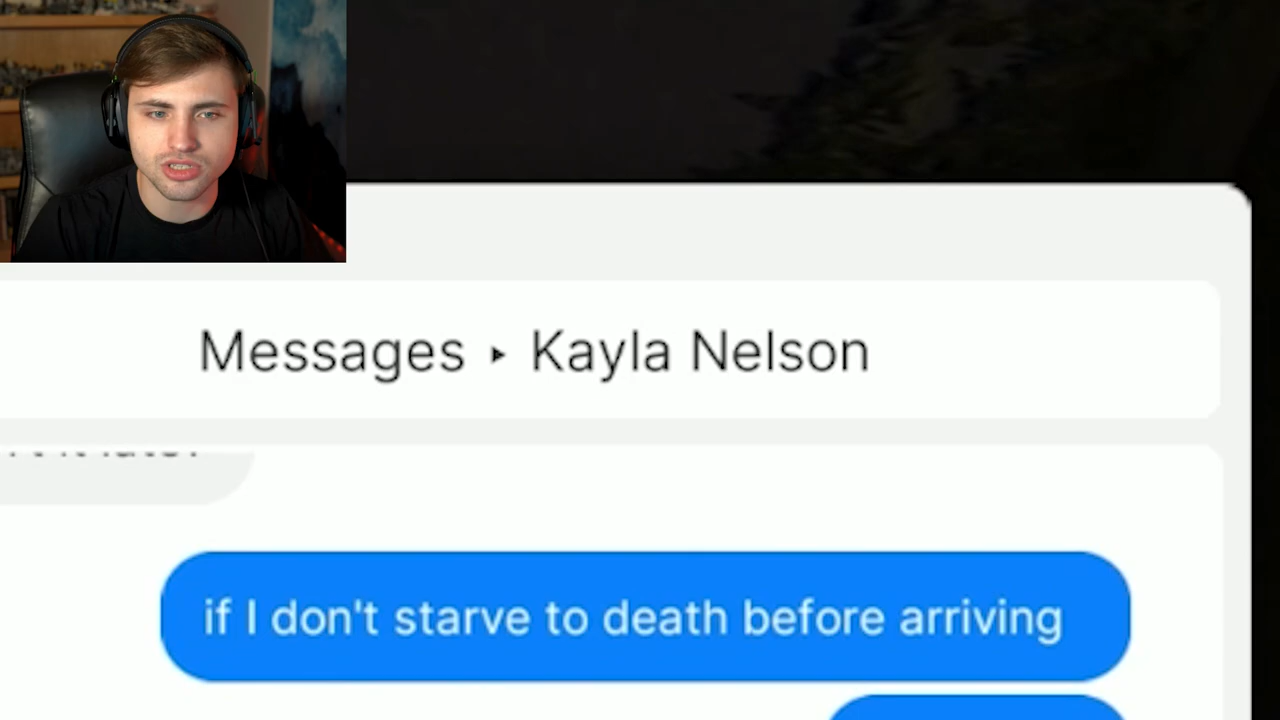 Messages ▸ Kayla Nelson
if I don't starve to death before arriving